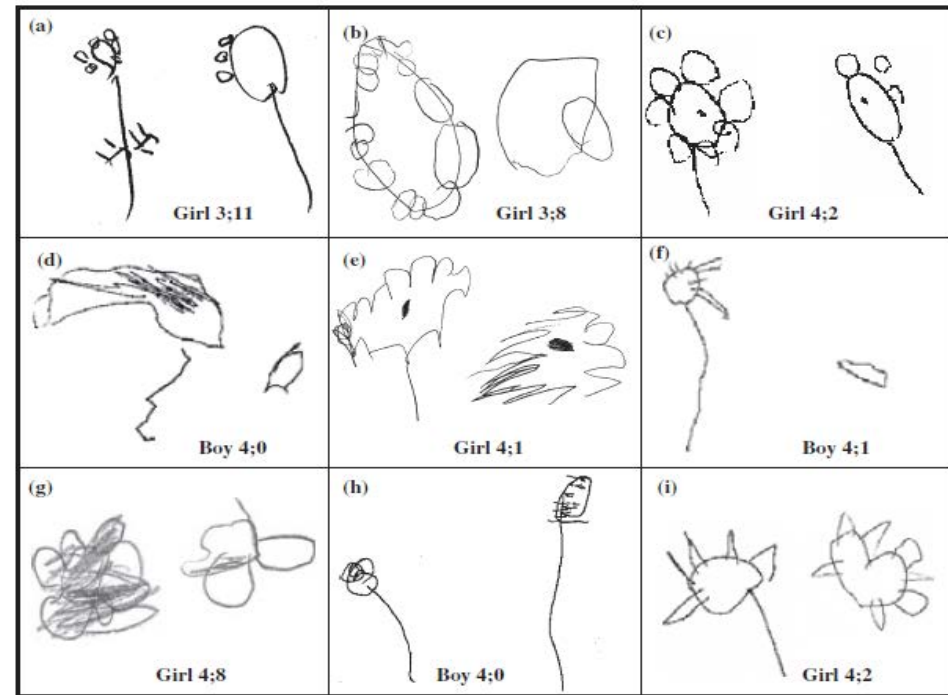 (a)
Girl 3;11
(b)
Girl 3;8
(c)
Girl 4;2
(d)
Boy 4;0
(e)
Girl 4;1
(f)
Boy 4;1
(g)
Girl 4;8
(h)
Boy 4;0
(i)
Girl 4;2